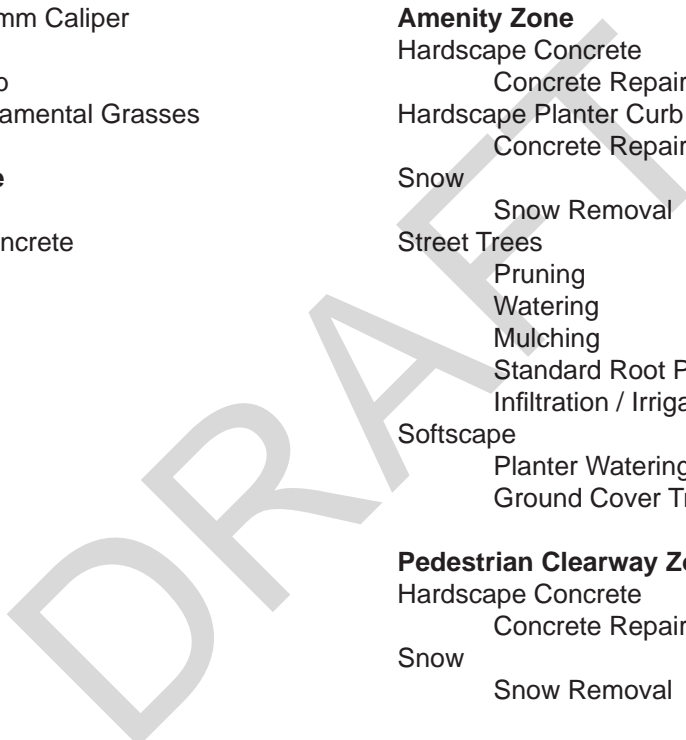 mm Caliper
amental Grasses
Amenity Zone
Hardscape Concrete
Concrete Repair
Hardscape Planter Curb
Concrete Repair
Snow
Snow Removal
Street Trees
Pruning
Watering
Mulching
Standard Root P
Infiltration / Irriga
Softscape
Planter Watering
Ground Cover Tr
Pedestrian Clearway Zo
Hardscape Concrete
Concrete Repair
Snow
Snow Removal
ncrete
DRAFT